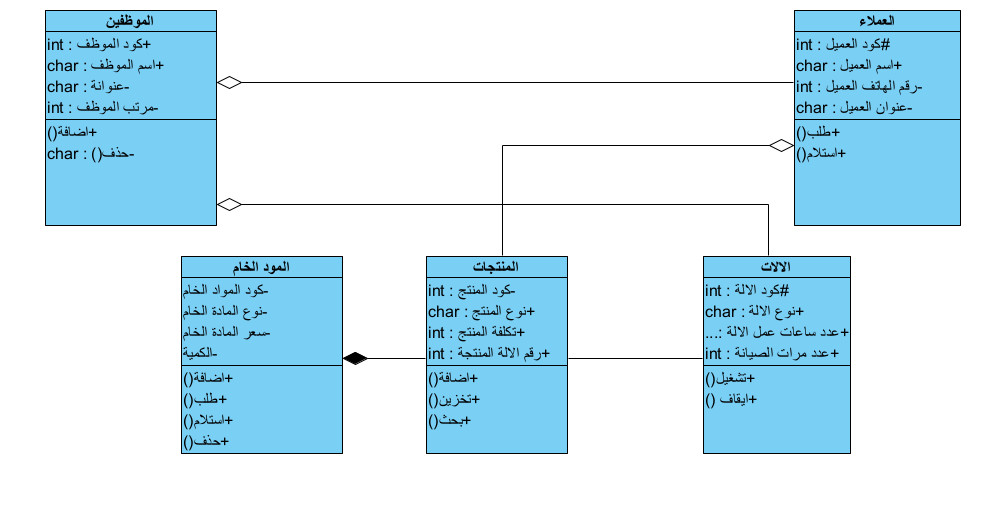 الموظفين
+كود الموظف : int
+اسم الموظف : char
-عنوانة : char
-مرتب الموظف : int
+اضافة()
-حذف() : char
العملاء
#كود العميل : int
+اسم العميل : char
-رقم الهاتف العميل : int
-عنوان العميل : char
+طلب()
+استلام()
المود الخام
-كود المواد الخام
-نوع المادة الخام
-سعر المادة الخام
-الكمية
+اضافة()
+طلب()
+استلام()
+حذف()
المنتجات
-كود المنتج : int
+نوع المنتج : char
+تكلفة المنتج : int
+رقم الالة المنتجة : int
+اضافة()
+تخزين()
+بحث()
الالات
#كود الالة : int
+نوع الالة : char
+عدد ساعات عمل الالة :...
+عدد مرات الصيانة : int
+تشغيل()
+ايقاف ()